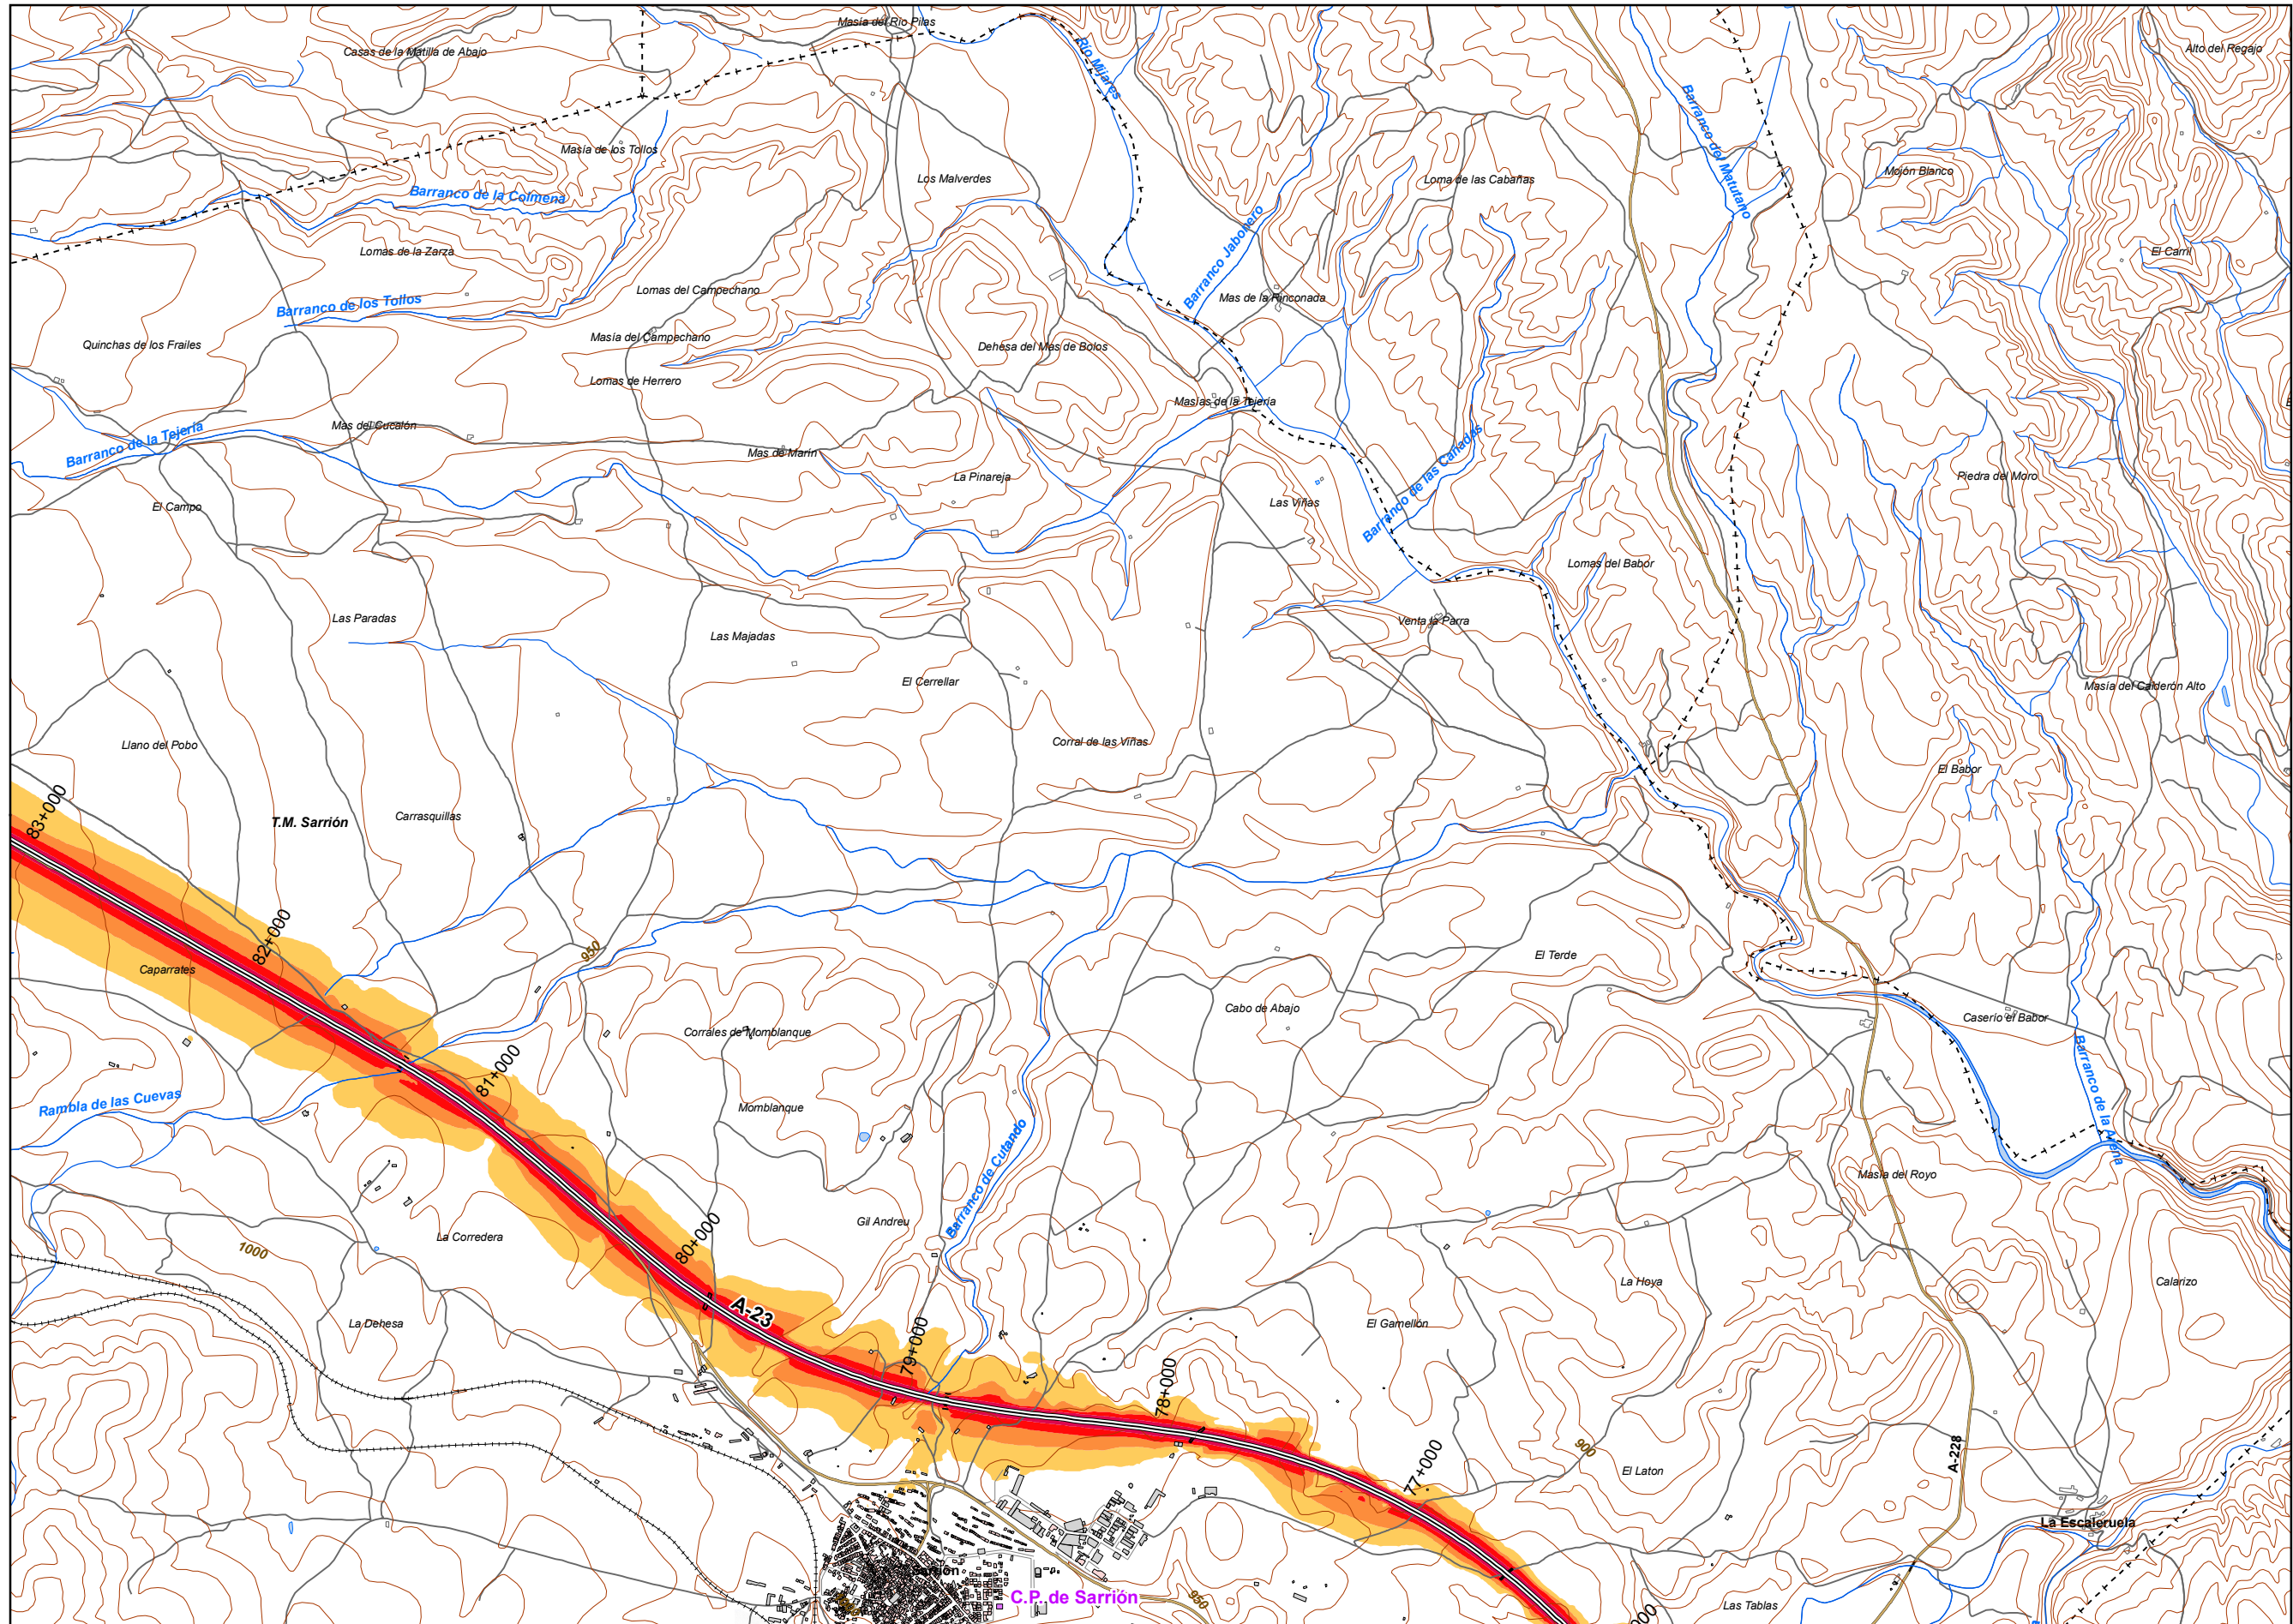 Masía del Río Pilas
Casas de la Matilla de Abajo
Río Mijares
Alto del Regajo
Barranco del Matutano
Masía de los Tollos
Los Malverdes
Loma de las Cabañas
Mojón Blanco
Barranco de la Colmena
Barranco Jabonero
Lomas de la Zarza
El Carril
Lomas del Campechano
Mas de la Rinconada
Barranco de los Tollos
Quinchas de los Frailes
Masía del Campechano
Dehesa del Mas de Bolos
Lomas de Herrero
Masías de la Tejería
Mas del Cucalón
Barranco de la Tejería
Mas de Marín
Barranco de las Cañadas
La Pinareja
Piedra del Moro
El Campo
Las Viñas
Lomas del Babor
Las Paradas
Las Majadas
Venta la Parra
El Cerrellar
Masía del Calderón Alto
Llano del Pobo
Corral de las Viñas
El Babor
83+000
T.M. Sarrión
Carrasquillas
82+000
950
Caparrates
El Terde
Cabo de Abajo
Caserio el Babor
Corrales de Momblanque
81+000
Barranco de la Arena
Rambla de las Cuevas
Momblanque
Barranco de Cutando
Masía del Royo
Gil Andreu
La Corredera
80+000
1000
La Hoya
Calarizo
A-23
La Dehesa
El Gamellón
79+000
78+000
900
77+000
El Laton
A-228
La Escaleruela
Sarrión
C.P. de Sarrión
950
Las Tablas
000